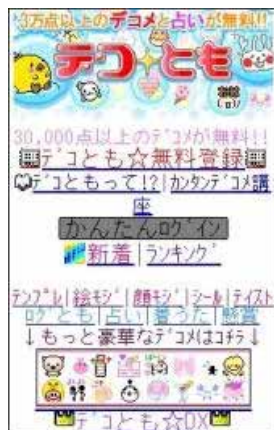 3万点以上のデコメと占いが無料!!
デコとも
30,000点以上のデコメが無料!!
デコとも☆無料登録
デコともって!?|カンタンデコメ講
座
かんたんログイン
新着|ランキング
テンプレ|絵モジ|顔モジ|シール|テイスト
ログとも|占い|着うた|懸賞
↓もっと豪華なデコメはコチラ↓
デコとも☆DX